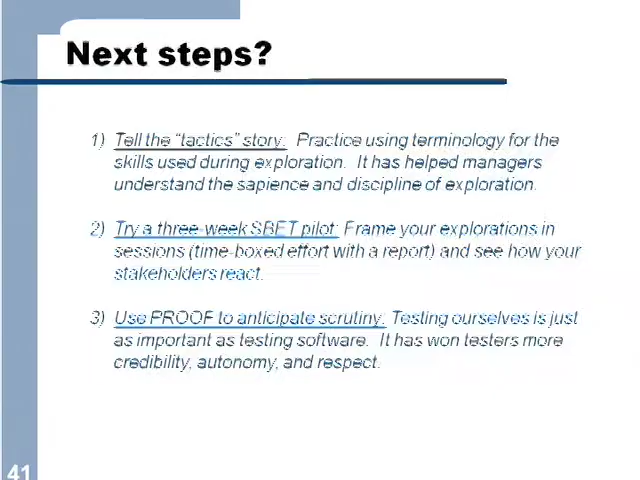 Next steps?
1) Tell the "tactics" story: Practice using terminology for the
skills used during exploration. It has helped managers
understand the sapience and discipline of exploration.
2) Try a three-week SBET pilot: Frame your explorations in
sessions (time-boxed effort with a report) and see how your
stakeholders react.
3) Use PROOF to anticipate scrutiny: Testing ourselves is just
as important as testing software. It has won testers more
credibility, autonomy, and respect.
41